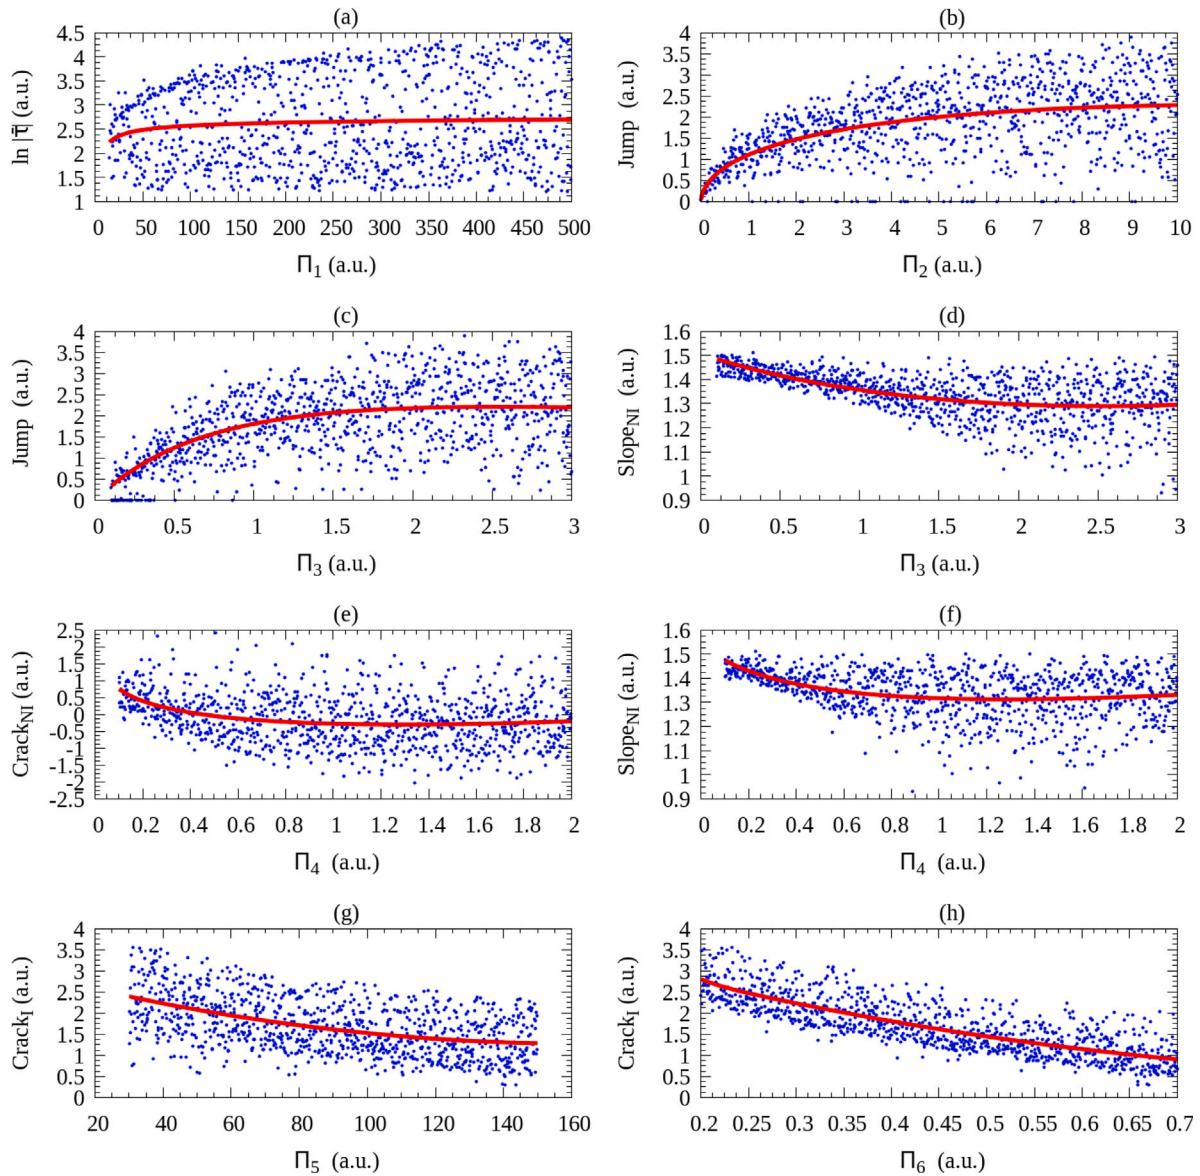 (a)
ln |τ̄| (a.u.)
4.5
4
3.5
3
2.5
2
1.5
1
0 50 100 150 200 250 300 350 400 450 500
Π1 (a.u.)
(b)
Jump (a.u.)
4
3.5
3
2.5
2
1.5
1
0.5
0
0 1 2 3 4 5 6 7 8 9 10
Π2 (a.u.)
(c)
Jump (a.u.)
4
3.5
3
2.5
2
1.5
1
0.5
0
0 0.5 1 1.5 2 2.5 3
Π3 (a.u.)
(d)
SlopeNI (a.u.)
1.6
1.5
1.4
1.3
1.2
1.1
1
0.9
0 0.5 1 1.5 2 2.5 3
Π3 (a.u.)
(e)
CrackNI (a.u.)
2.5
2
1.5
1
0.5
0
-0.5
-1
-1.5
-2
-2.5
0 0.2 0.4 0.6 0.8 1 1.2 1.4 1.6 1.8 2
Π4 (a.u.)
(f)
SlopeNI (a.u.)
1.6
1.5
1.4
1.3
1.2
1.1
1
0.9
0 0.2 0.4 0.6 0.8 1 1.2 1.4 1.6 1.8 2
Π4 (a.u.)
(g)
CrackI (a.u.)
4
3.5
3
2.5
2
1.5
1
0.5
0
20 40 60 80 100 120 140 160
Π5 (a.u.)
(h)
CrackI (a.u.)
4
3.5
3
2.5
2
1.5
1
0.5
0
0.2 0.25 0.3 0.35 0.4 0.45 0.5 0.55 0.6 0.65 0.7
Π6 (a.u.)